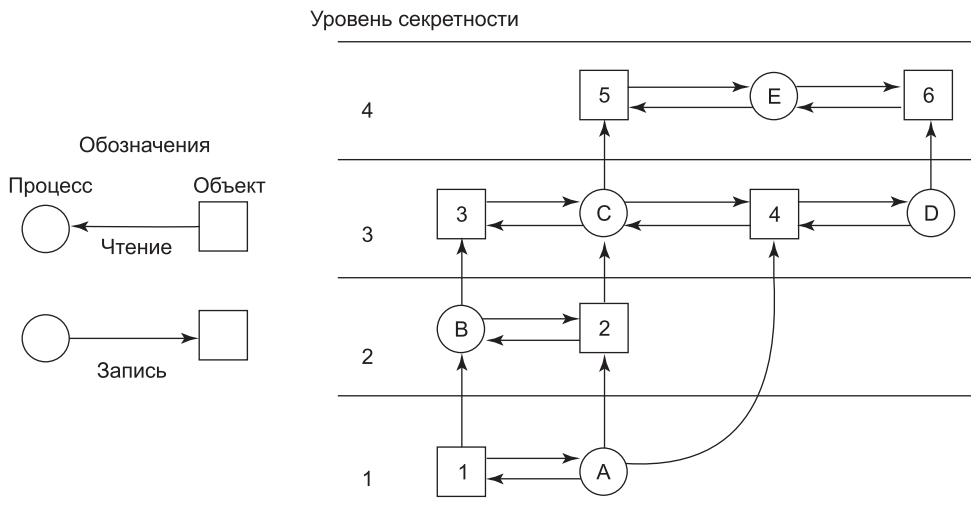 Уровень секретности
4
5
E
6
Обозначения
Процесс
Объект
Чтение
3
3
C
4
D
Запись
2
B
2
1
1
A